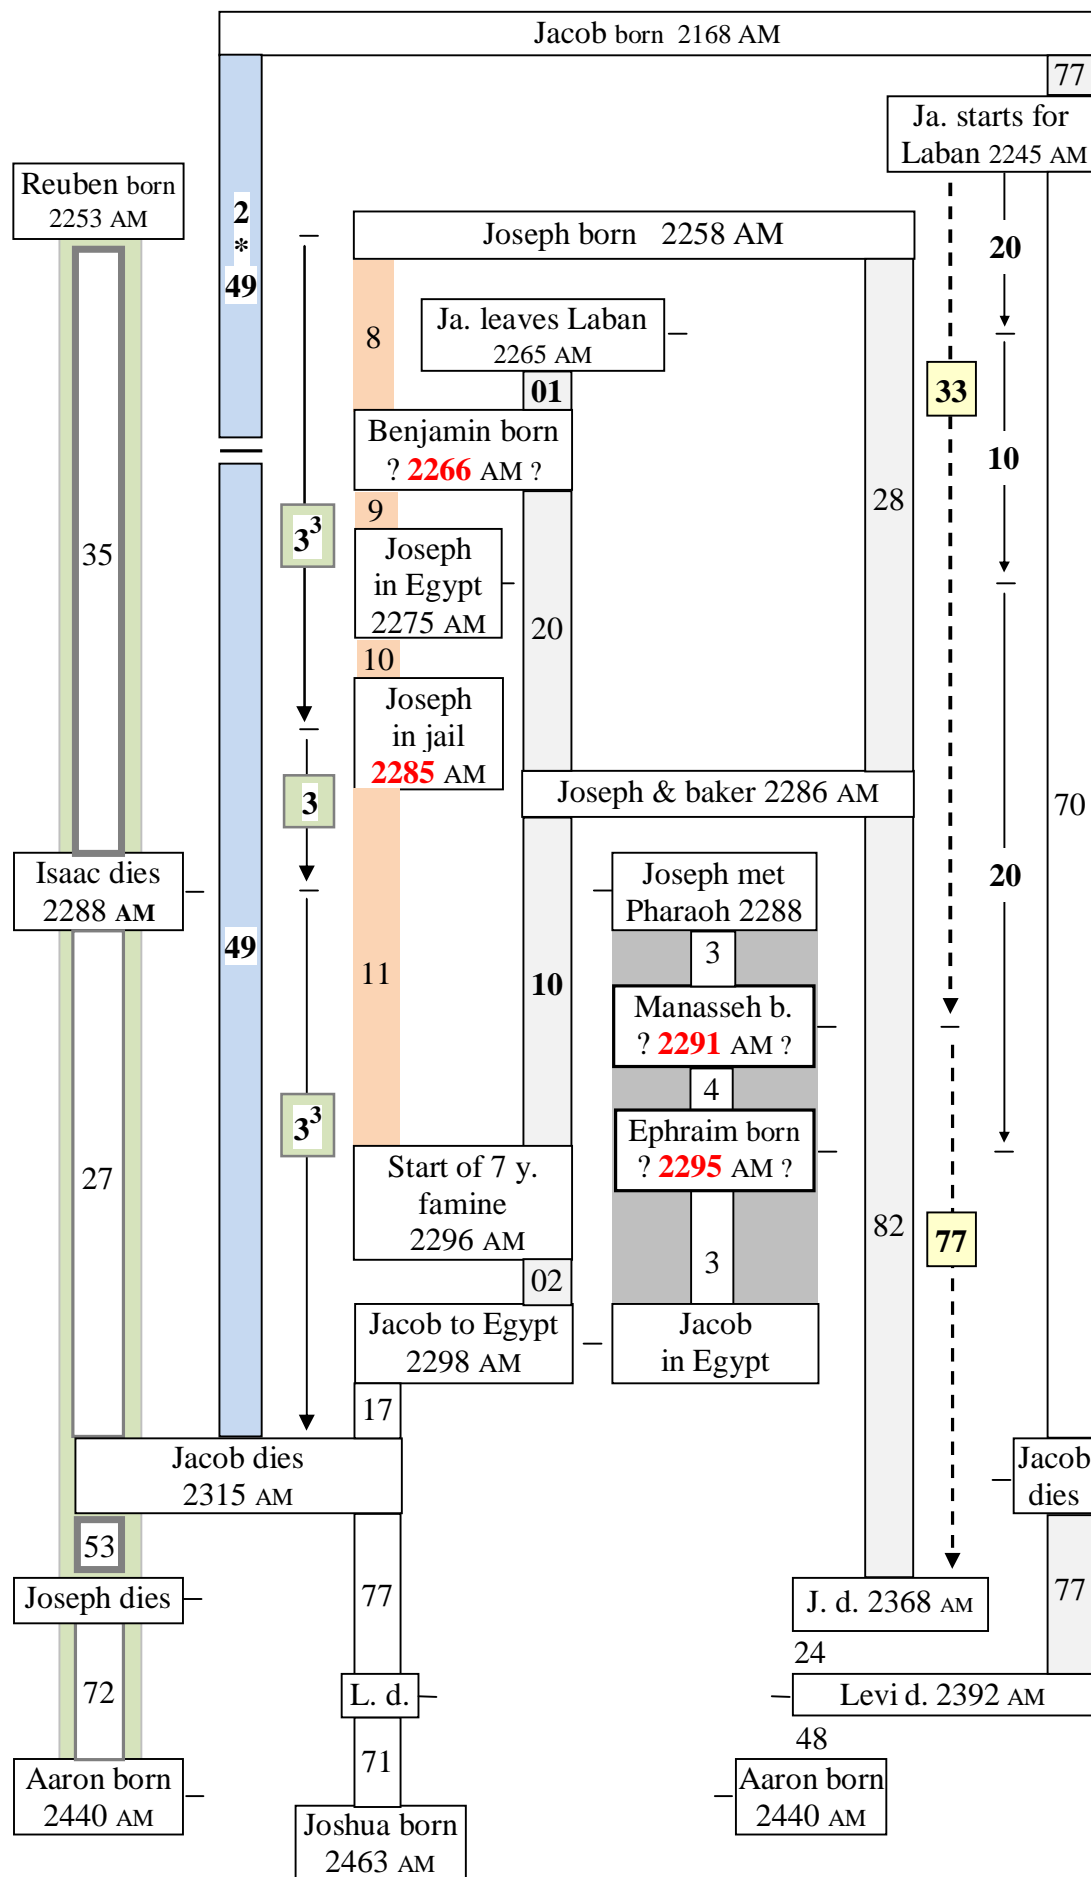 Jacob born 2168 AM
77
Ja. starts for
Laban 2245 AM
Reuben born
2253 AM
2
*
49
Joseph born 2258 AM
20
8
Ja. leaves Laban
2265 AM
01
33
Benjamin born
? 2266 AM ?
10
28
9
3³
35
Joseph
in Egypt
2275 AM
20
10
Joseph
in jail
2285 AM
3
Joseph & baker 2286 AM
70
Isaac dies
2288 AM
Joseph met
Pharaoh 2288
20
49
3
11
10
Manasseh b.
? 2291 AM ?
4
3³
Ephraim born
? 2295 AM ?
27
Start of 7 y.
famine
2296 AM
82
77
3
02
Jacob to Egypt
2298 AM
Jacob
in Egypt
17
Jacob dies
2315 AM
Jacob
dies
53
Joseph dies
77
J. d. 2368 AM
77
24
72
L. d.
Levi d. 2392 AM
48
71
Aaron born
2440 AM
Aaron born
2440 AM
Joshua born
2463 AM